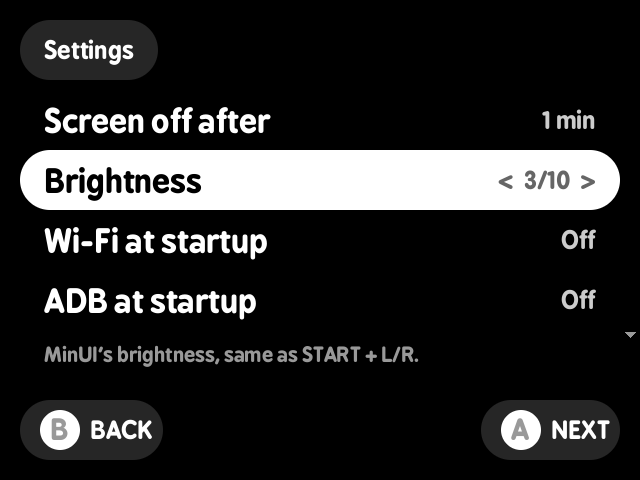 Settings
Screen off after 1 min
Brightness < 3/10 >
Wi-Fi at startup Off
ADB at startup Off
MinUI's brightness, same as START + L/R.
B BACK A NEXT